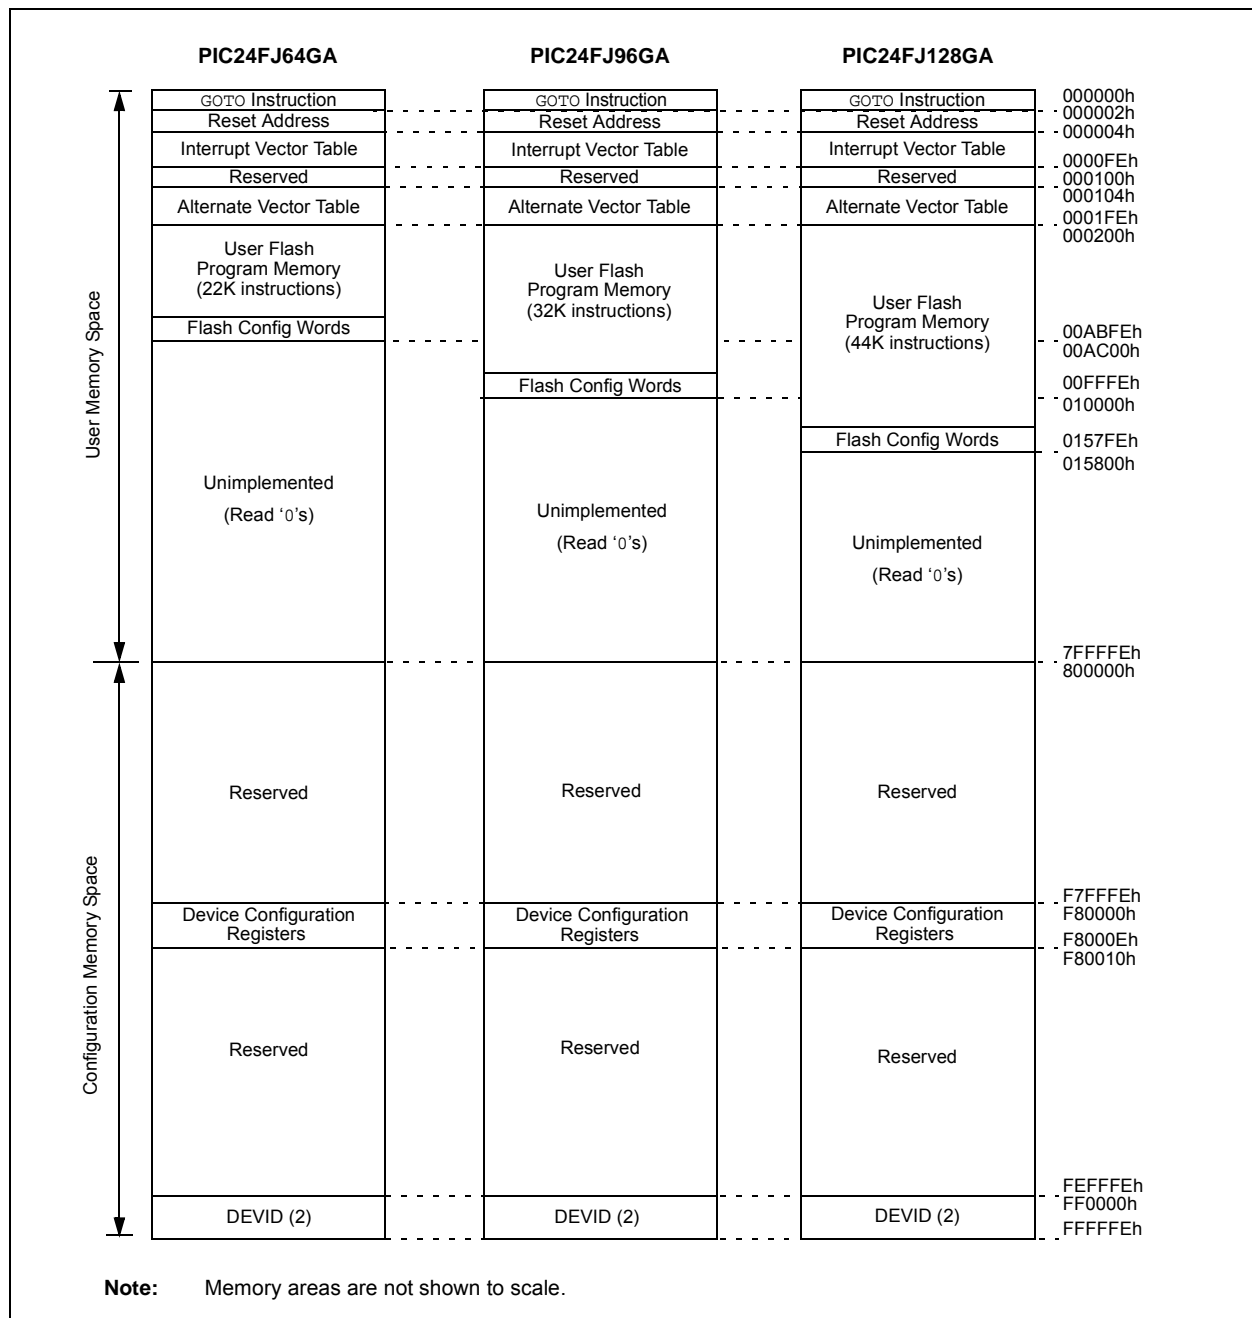 PIC24FJ64GA
PIC24FJ96GA
PIC24FJ128GA
User Memory Space
Configuration Memory Space
GOTO Instruction
Reset Address
Interrupt Vector Table
Reserved
Alternate Vector Table
User Flash
Program Memory
(22K instructions)
Flash Config Words
Unimplemented
(Read ‘0’s)
Reserved
Device Configuration
Registers
Reserved
DEVID (2)
GOTO Instruction
Reset Address
Interrupt Vector Table
Reserved
Alternate Vector Table
User Flash
Program Memory
(32K instructions)
Flash Config Words
Unimplemented
(Read ‘0’s)
Reserved
Device Configuration
Registers
Reserved
DEVID (2)
GOTO Instruction
Reset Address
Interrupt Vector Table
Reserved
Alternate Vector Table
User Flash
Program Memory
(44K instructions)
Flash Config Words
Unimplemented
(Read ‘0’s)
Reserved
Device Configuration
Registers
Reserved
DEVID (2)
000000h
000002h
000004h
0000FEh
000100h
000104h
0001FEh
000200h
00ABFEh
00AC00h
00FFFEh
010000h
0157FEh
015800h
7FFFFEh
800000h
F7FFFEh
F80000h
F8000Eh
F80010h
FEFFFEh
FF0000h
FFFFFEh
Note: Memory areas are not shown to scale.